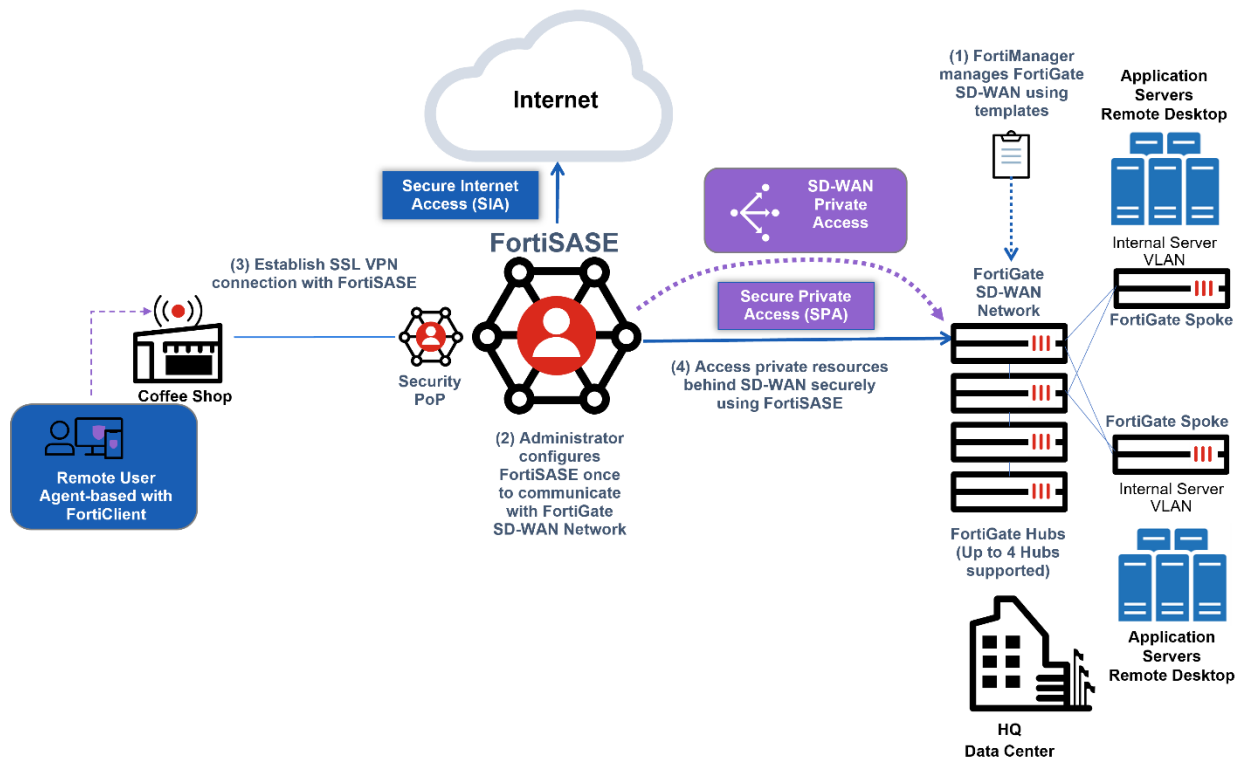 Internet
Secure Internet
Access (SIA)
FortiSASE
(3) Establish SSL VPN
connection with FortiSASE
Coffee Shop
Remote User
Agent-based with
FortiClient
Security
PoP
(2) Administrator
configures
FortiSASE once
to communicate
with FortiGate
SD-WAN Network
SD-WAN
Private
Access
Secure Private
Access (SPA)
(4) Access private resources
behind SD-WAN securely
using FortiSASE
(1) FortiManager
manages FortiGate
SD-WAN using
templates
FortiGate
SD-WAN
Network
FortiGate Hubs
(Up to 4 Hubs
supported)
HQ
Data Center
Application
Servers
Remote Desktop
Internal Server
VLAN
FortiGate Spoke
FortiGate Spoke
Internal Server
VLAN
Application
Servers
Remote Desktop